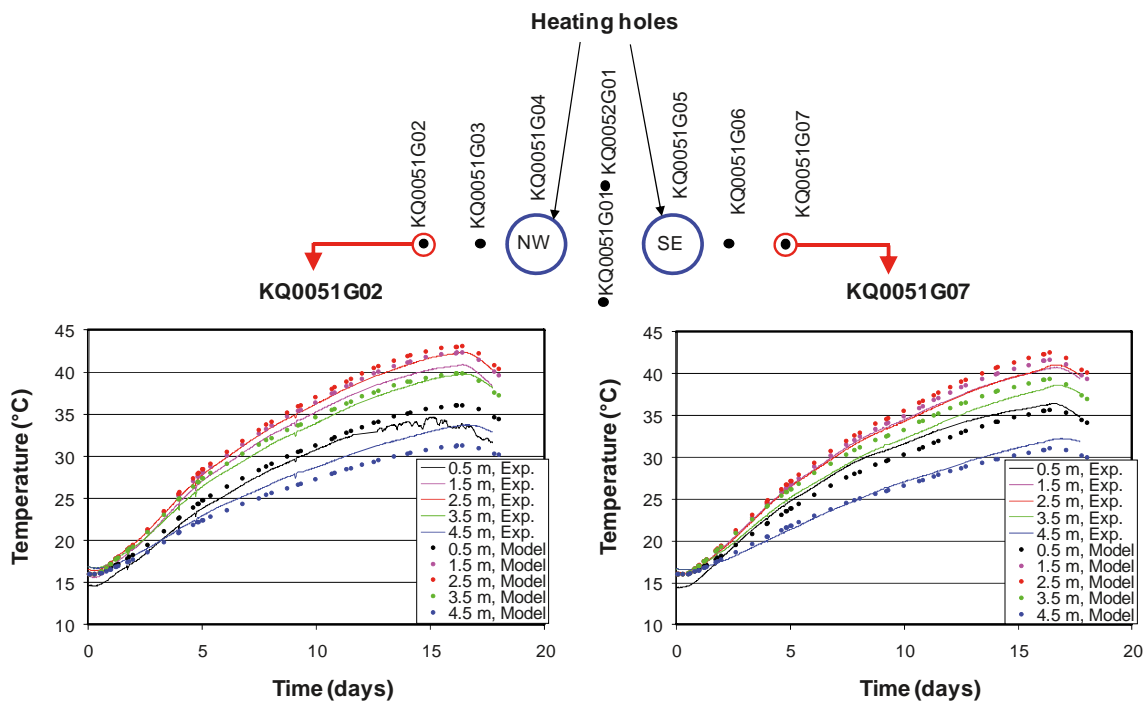 Heating holes
KQ0051G02
KQ0051G03
KQ0051G04
KQ0051G01
KQ0052G01
KQ0051G05
KQ0051G06
KQ0051G07
NW
SE
KQ0051G02
KQ0051G07
Temperature (°C)
45
40
35
30
25
20
15
10
0.5 m, Exp.
1.5 m, Exp.
2.5 m, Exp.
3.5 m, Exp.
4.5 m, Exp.
0.5 m, Model
1.5 m, Model
2.5 m, Model
3.5 m, Model
4.5 m, Model
0 5 10 15 20
Time (days)
Temperature (°C)
45
40
35
30
25
20
15
10
0.5 m, Exp.
1.5 m, Exp.
2.5 m, Exp.
3.5 m, Exp.
4.5 m, Exp.
0.5 m, Model
1.5 m, Model
2.5 m, Model
3.5 m, Model
4.5 m, Model
0 5 10 15 20
Time (days)